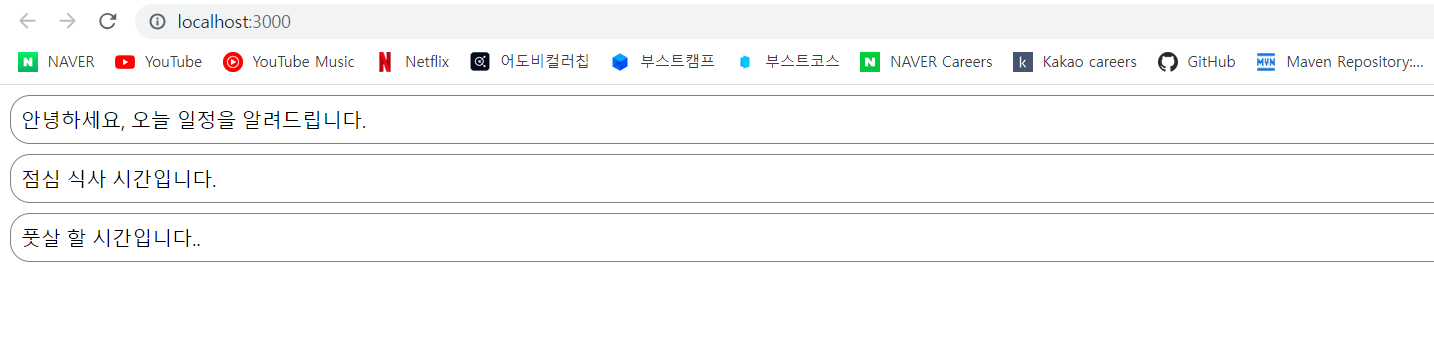 localhost:3000
NAVER YouTube YouTube Music Netflix 어도비컬러칩 부스트캠프 부스트코스 NAVER Careers Kakao careers GitHub Maven Repository:...
안녕하세요, 오늘 일정을 알려드립니다.
점심 식사 시간입니다.
풋살 할 시간입니다..